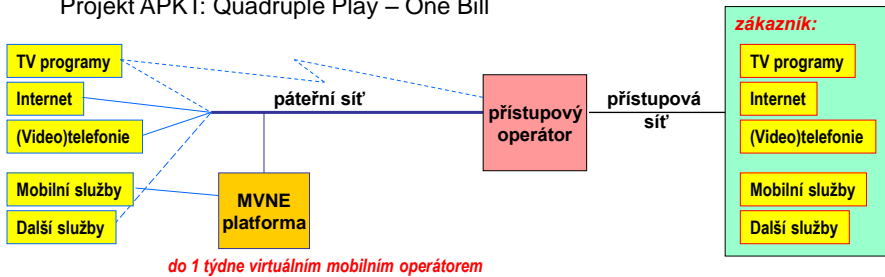 Projekt APKT: Quadruple Play – One Bill
zákazník:
TV programy
Internet
(Video)telefonie
Mobilní služby
Další služby
páteřní síť
MVNE
platforma
do 1 týdne virtuálním mobilním operátorem
přístupový
operátor
přístupová
síť
TV programy
Internet
(Video)telefonie
Mobilní služby
Další služby